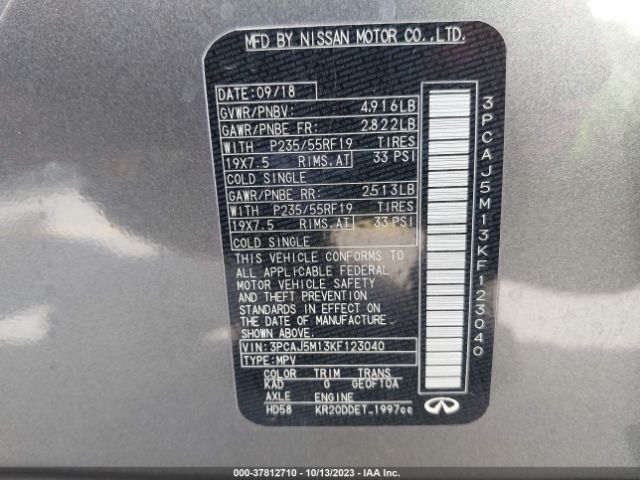 MFD BY NISSAN MOTOR CO.,LTD.
DATE:09/18
GVWR/PNBV: 4,916LB
GAWR/PNBE FR: 2,822LB
WITH P235/55RF19 TIRES
19X7.5 RIMS.AT 33 PSI
COLD SINGLE
GAWR/PNBE RR: 2,513LB
WITH P235/55RF19 TIRES
19X7.5 RIMS.AT 33 PSI
COLD SINGLE
THIS VEHICLE CONFORMS TO
ALL APPLICABLE FEDERAL
MOTOR VEHICLE SAFETY
AND THEFT PREVENTION
STANDARDS IN EFFECT ON
THE DATE OF MANUFACTURE
SHOWN ABOVE.
VIN:3PCAJ5M13KF123040
TYPE:MPV
COLOR TRIM TRANS
KAD G GE0F10A
AXLE ENGINE
HD58 KR20DDET_1997cc
3PCAJ5M13KF123040
000-37812710 | 10/13/2023 | IAA Inc.